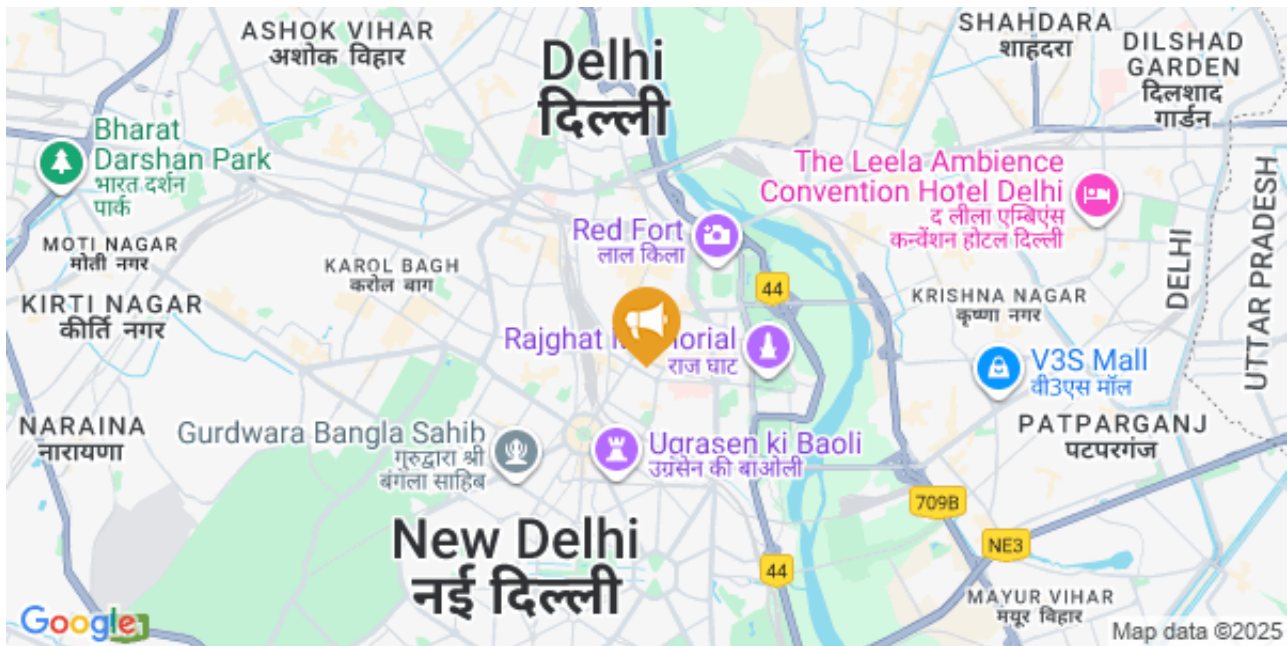 ASHOK VIHAR
अशोक विहार
Delhi
दिल्ली
SHAHDARA
शाहदरा
DILSHAD
GARDEN
दिलशाद
गार्डन
Bharat
Darshan Park
भारत दर्शन
पार्क
The Leela Ambience
Convention Hotel Delhi
द लीला एम्बिएंस
कन्वेंशन होटल दिल्ली
UTTAR PRADESH
DELHI
MOTI NAGAR
मोती नगर
Red Fort
लाल किला
KAROL BAGH
करोल बाग
44
KRISHNA NAGAR
कृष्णा नगर
KIRTI NAGAR
कीर्ति नगर
Rajghat
राज घाट
V3S Mall
वी3एस मॉल
NARAINA
नारायणा
Gurdwara Bangla Sahib
गुरुद्वारा श्री
बंगला साहिब
Ugrasen ki Baoli
उग्रसेन की बाओली
PATPARGANJ
पटपरगंज
709B
New Delhi
नई दिल्ली
NE3
44
MAYUR VIHAR
मयूर विहार
Google
Map data ©2025